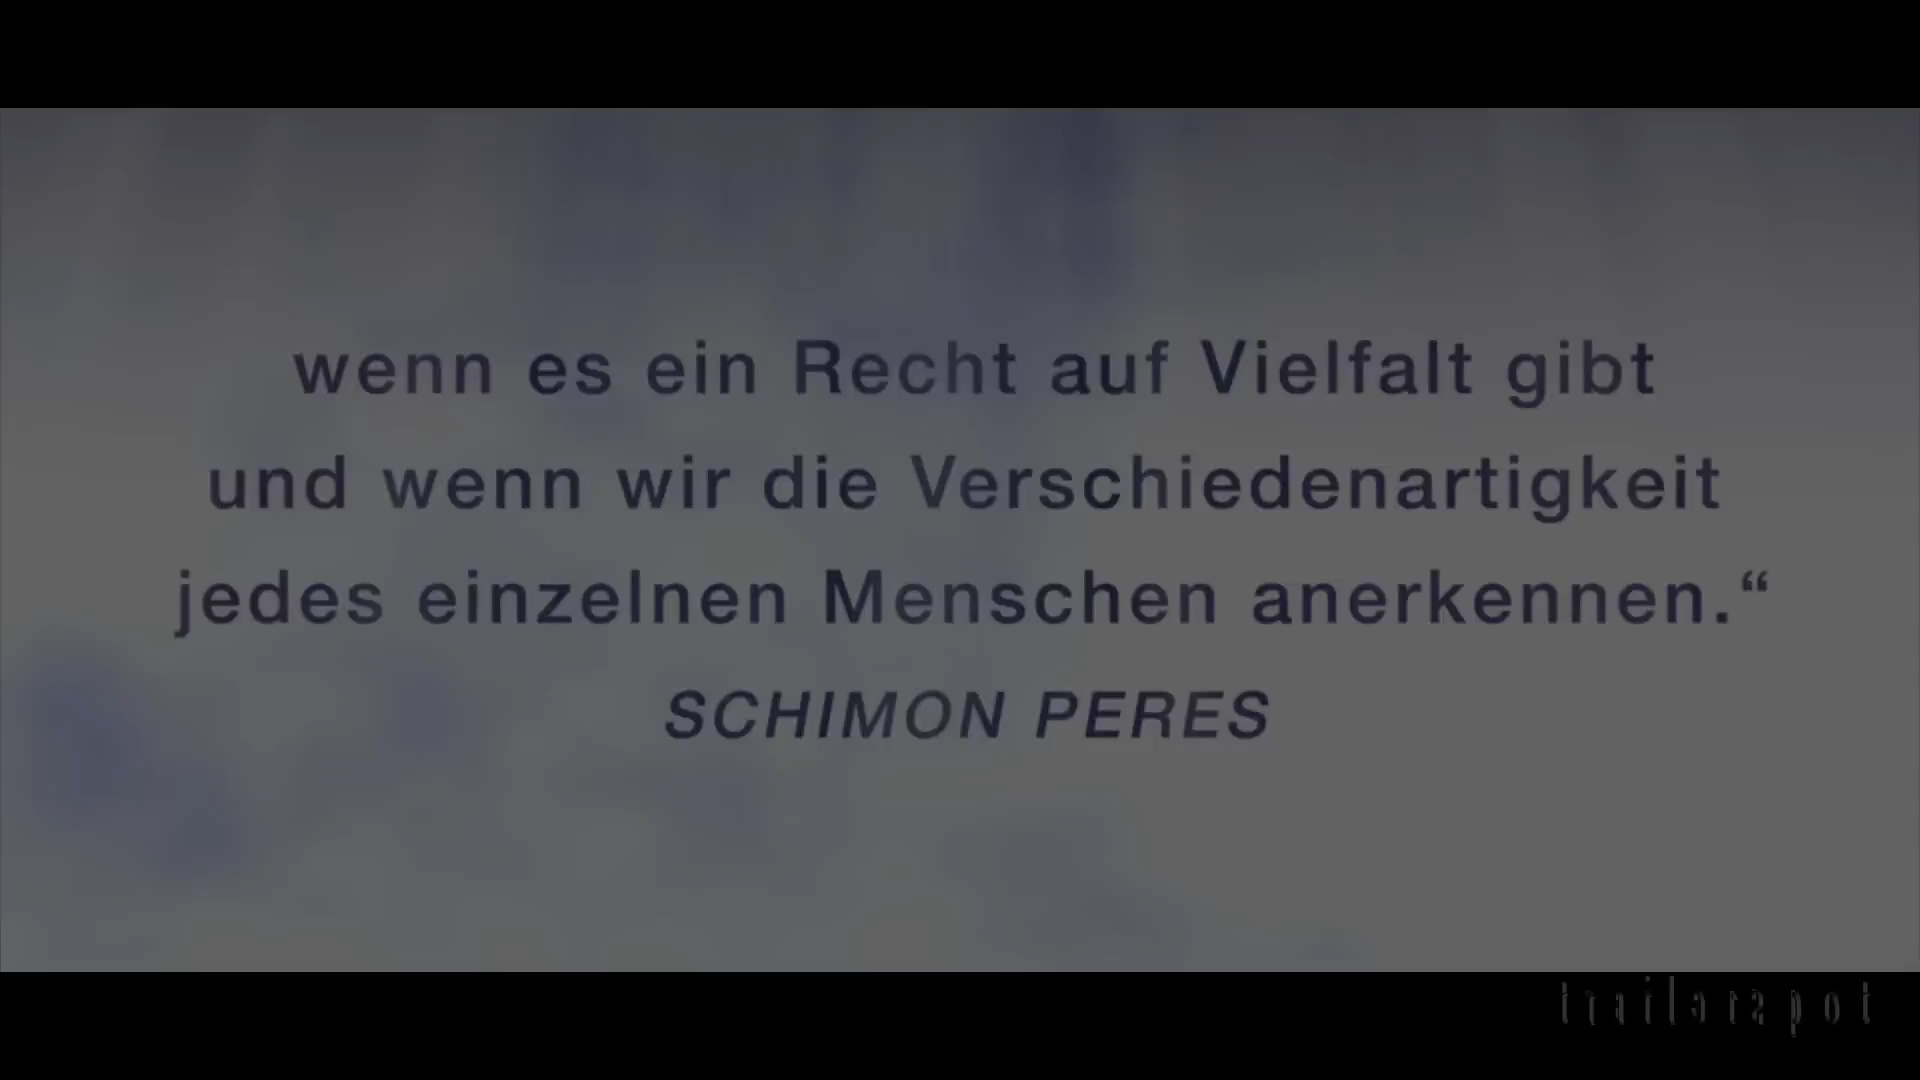 wenn es ein Recht auf Vielfalt gibt
und wenn wir die Verschiedenartigkeit
jedes einzelnen Menschen anerkennen.“
SCHIMON PERES
trailerspot